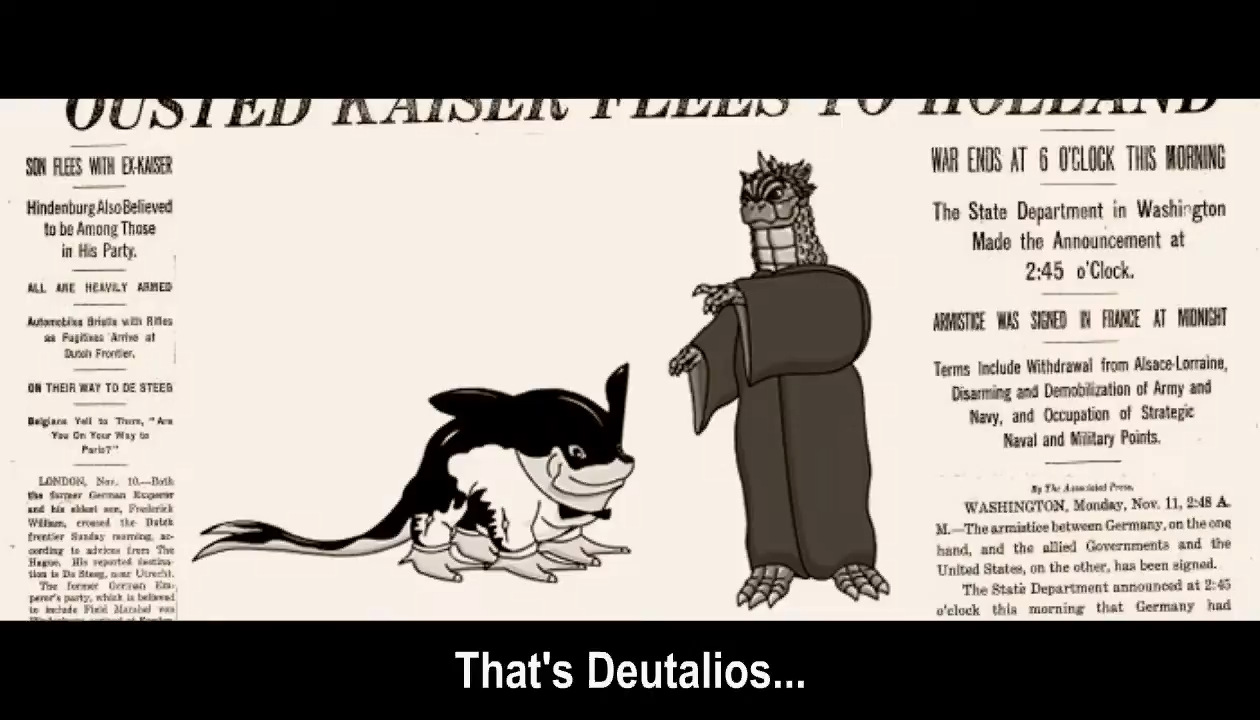 OUSTED KAISER FLEES TO HOLLAND
SON FLEES WITH EX-KAISER
Hindenburg Also Believed
to be Among Those
in His Party.
ALL ARE HEAVILY ARMED
Automobiles Bristle with Rifles
as Fugitives Arrive at
Dutch Frontier.
ON THEIR WAY TO DE STEEG
Belgians Yell to Them, "Are
You On Your Way to
Paris?"
LONDON, Nov. 10.—Both
the former German Emperor
and his eldest son, Frederick
William, crossed the Dutch
frontier Sunday morning, ac-
cording to advices from The
Hague. His reported destina-
tion is De Steeg, near Utrecht.
The former German Em-
peror's party, which is believed
to include Field Marshal von
WAR ENDS AT 6 O'CLOCK THIS MORNING
The State Department in Washington
Made the Announcement at
2:45 o'Clock.
ARMISTICE WAS SIGNED IN FRANCE AT MIDNIGHT
Terms Include Withdrawal from Alsace-Lorraine,
Disarming and Demobilization of Army and
Navy, and Occupation of Strategic
Naval and Military Points.
By The Associated Press.
WASHINGTON, Monday, Nov. 11, 2:48 A.
M.—The armistice between Germany, on the one
hand, and the allied Governments and the
United States, on the other, has been signed.
The State Department announced at 2:45
o'clock this morning that Germany had
That's Deutalios...